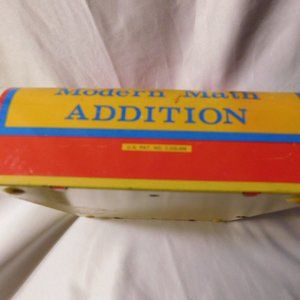 Modern Math
ADDITION
U.S. PAT. NO.